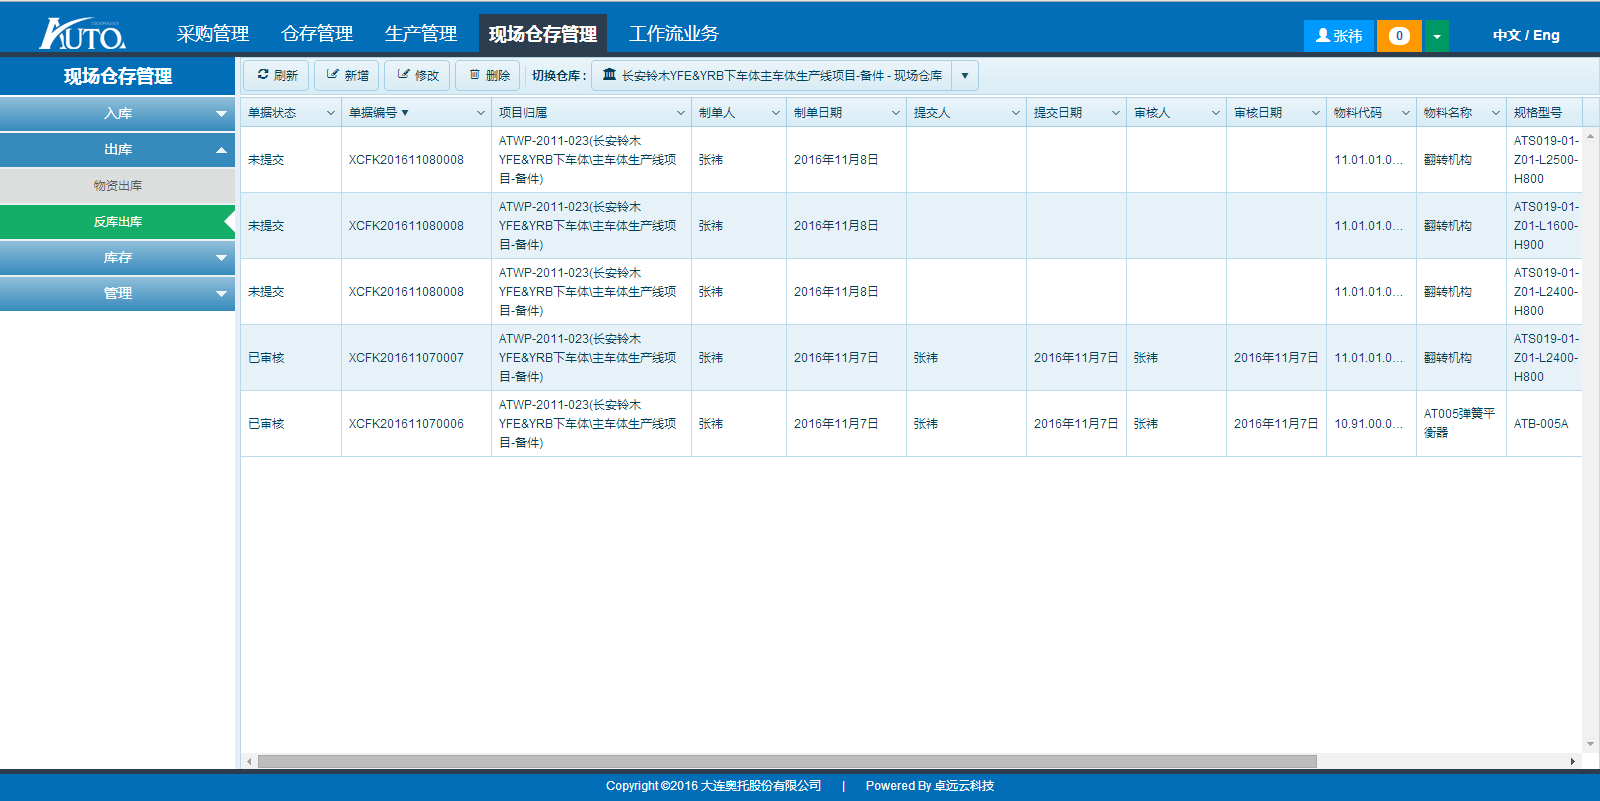 AUTO.
采购管理
仓存管理
生产管理
现场仓存管理
工作流业务
张祎
0
中文 / Eng
现场仓存管理
入库
出库
物资出库
反库出库
库存
管理
刷新
新增
修改
删除
切换仓库：
长安铃木YFE&YRB下车体主车体生产线项目-备件 - 现场仓库
单据状态
单据编号
项目归属
制单人
制单日期
提交人
提交日期
审核人
审核日期
物料代码
物料名称
规格型号
未提交
XCFK201611080008
ATWP-2011-023(长安铃木
YFE&YRB下车体\主车体生产线项
目-备件)
张祎
2016年11月8日
11.01.01.0...
翻转机构
ATS019-01-
Z01-L2500-
H800
未提交
XCFK201611080008
ATWP-2011-023(长安铃木
YFE&YRB下车体\主车体生产线项
目-备件)
张祎
2016年11月8日
11.01.01.0...
翻转机构
ATS019-01-
Z01-L1600-
H900
未提交
XCFK201611080008
ATWP-2011-023(长安铃木
YFE&YRB下车体\主车体生产线项
目-备件)
张祎
2016年11月8日
11.01.01.0...
翻转机构
ATS019-01-
Z01-L2400-
H800
已审核
XCFK201611070007
ATWP-2011-023(长安铃木
YFE&YRB下车体\主车体生产线项
目-备件)
张祎
2016年11月7日
张祎
2016年11月7日
张祎
2016年11月7日
11.01.01.0...
翻转机构
ATS019-01-
Z01-L2400-
H800
已审核
XCFK201611070006
ATWP-2011-023(长安铃木
YFE&YRB下车体\主车体生产线项
目-备件)
张祎
2016年11月7日
张祎
2016年11月7日
张祎
2016年11月7日
10.91.00.0...
AT005弹簧平
衡器
ATB-005A
Copyright ©2016 大连奥托股份有限公司 | Powered By 卓远云科技